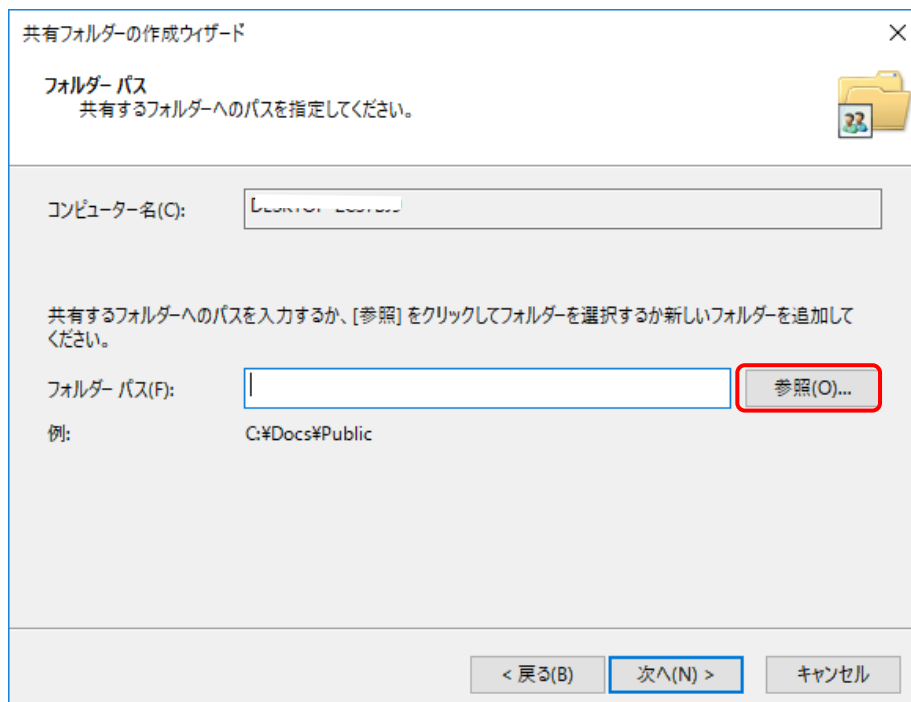 共有フォルダーの作成ウィザード
フォルダー パス
共有するフォルダーへのパスを指定してください。
コンピューター名(C):
共有するフォルダーへのパスを入力するか、[参照] をクリックしてフォルダーを選択するか新しいフォルダーを追加して
ください。
フォルダー パス(F):
参照(O)...
例:
C:¥Docs¥Public
< 戻る(B)
次へ(N) >
キャンセル